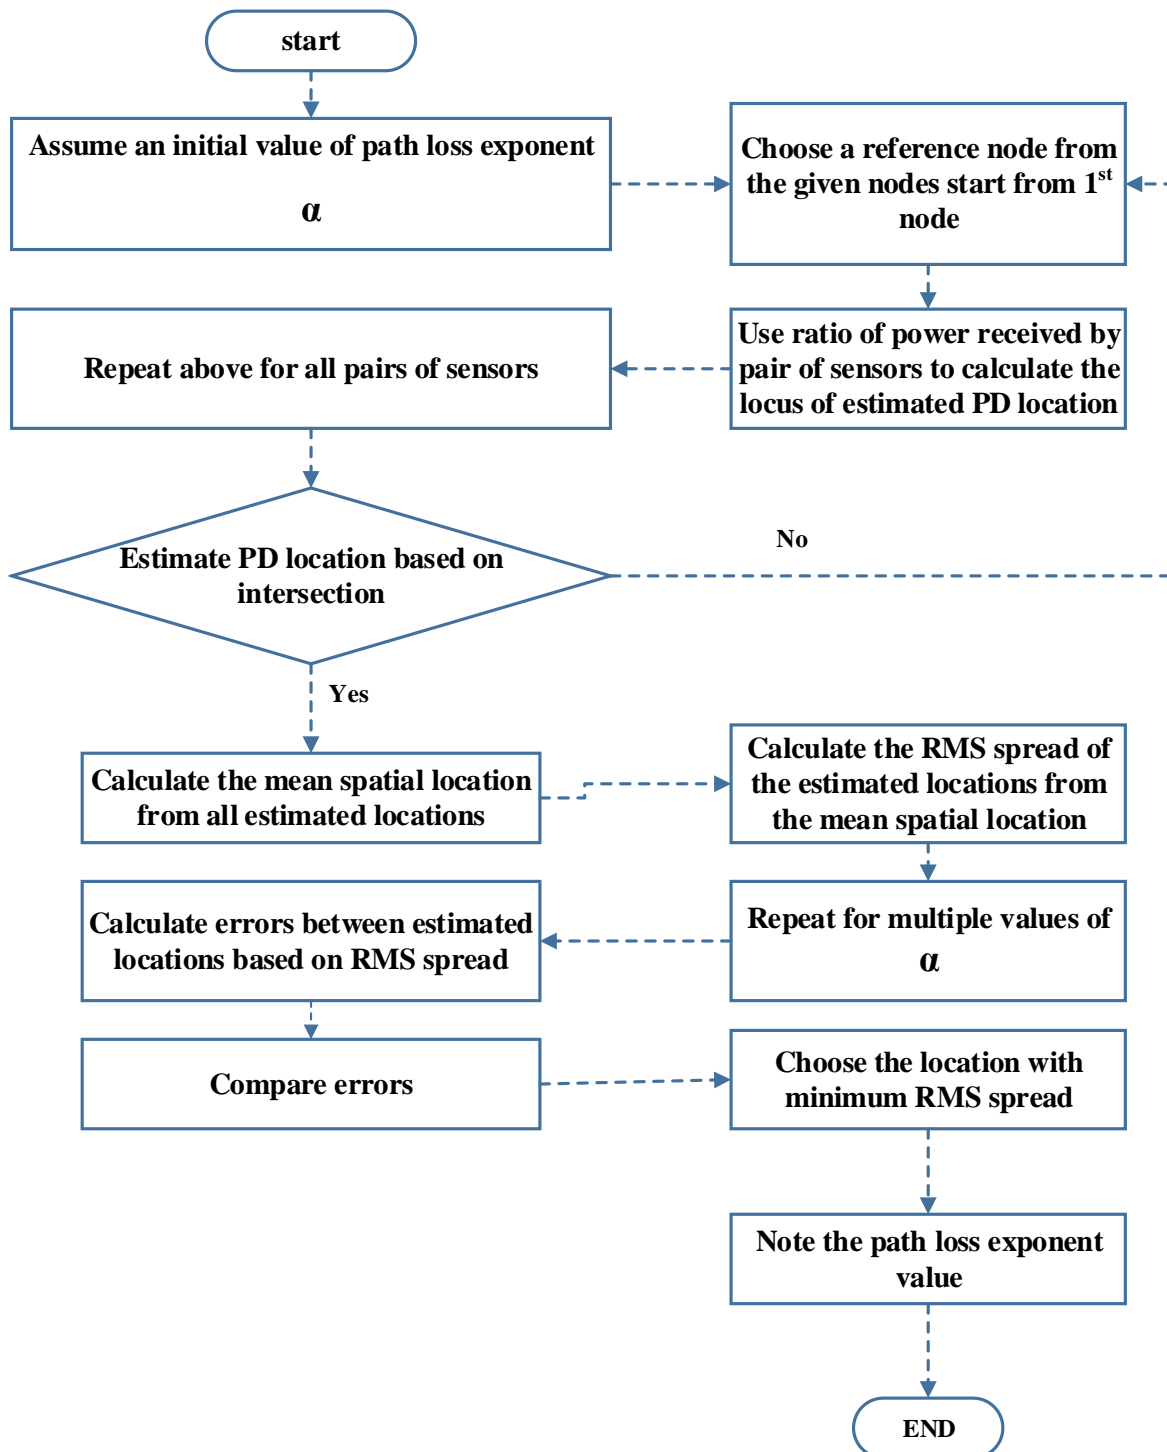 start
Assume an initial value of path loss exponent
α
Choose a reference node from
the given nodes start from 1st
node
Use ratio of power received by
pair of sensors to calculate the
locus of estimated PD location
Repeat above for all pairs of sensors
Estimate PD location based on
intersection
No
Yes
Calculate the mean spatial location
from all estimated locations
Calculate the RMS spread of
the estimated locations from
the mean spatial location
Repeat for multiple values of
α
Calculate errors between estimated
locations based on RMS spread
Compare errors
Choose the location with
minimum RMS spread
Note the path loss exponent
value
END